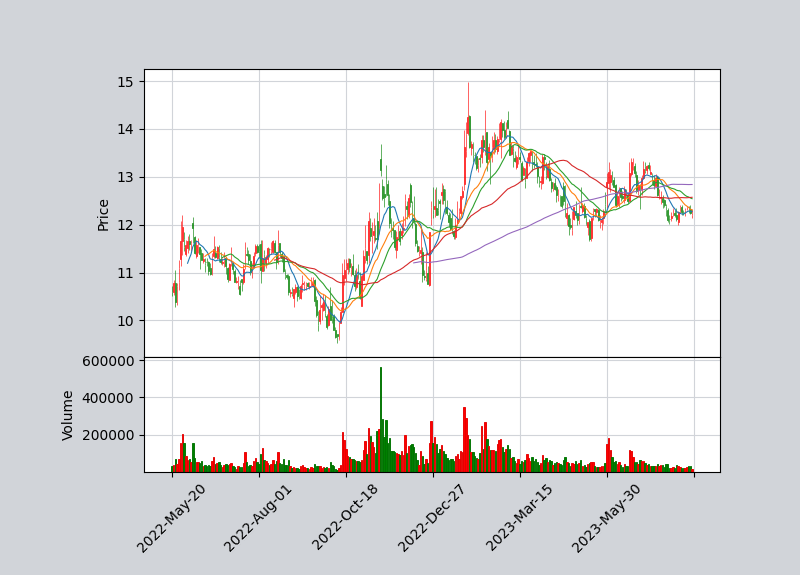 15
14
13
12
11
10
Price
600000
400000
200000
Volume
2022-May-20
2022-Aug-01
2022-Oct-18
2022-Dec-27
2023-Mar-15
2023-May-30